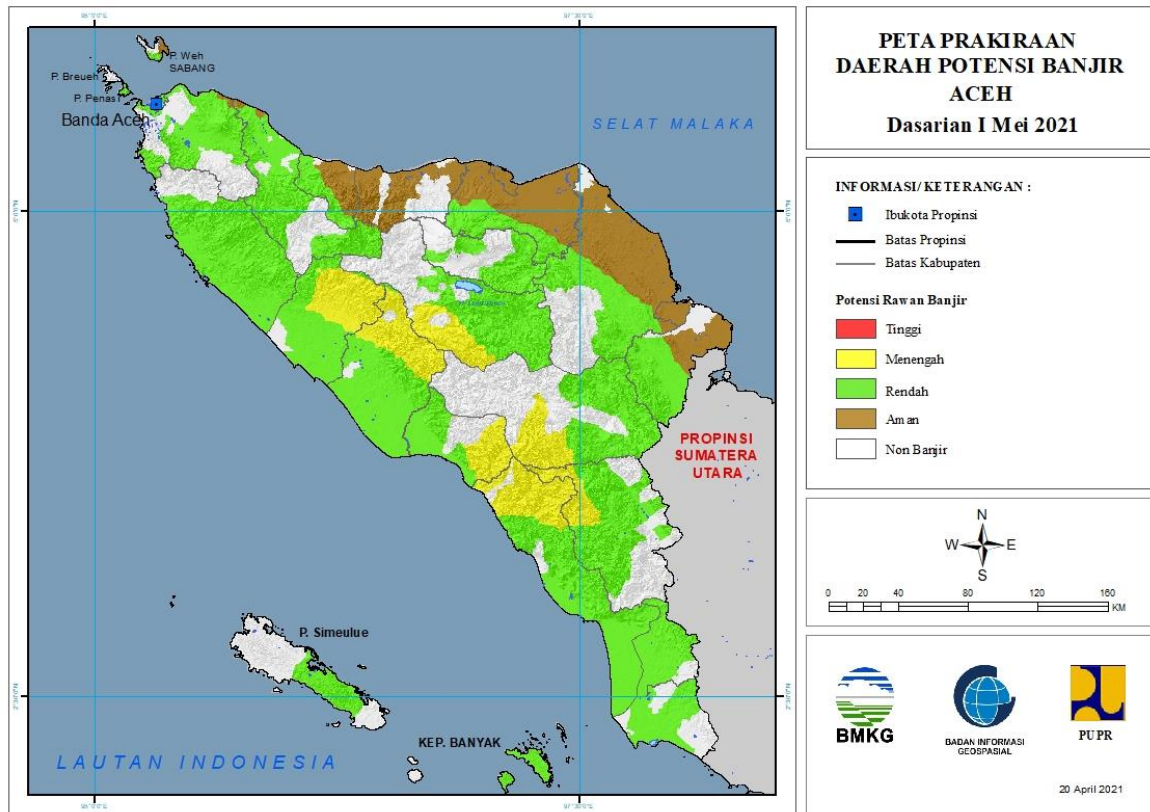 PETA PRAKIRAAN
DAERAH POTENSI BANJIR
ACEH
Dasarian I Mei 2021
INFORMASI/ KETERANGAN :
Ibukota Propinsi
Batas Propinsi
Batas Kabupaten
Potensi Rawan Banjir
Tinggi
Menengah
Rendah
Aman
Non Banjir
N
W E
S
0 20 40 80 120 160
KM
BMKG
BADAN INFORMASI
GEOSPASIAL
PUPR
20 April 2021
P. Weh
SABANG
P. Breueh
P. Penasi
Banda Aceh
SELAT MALAKA
PROPINSI
SUMATERA
UTARA
P. Simeulue
KEP. BANYAK
LAUTAN INDONESIA